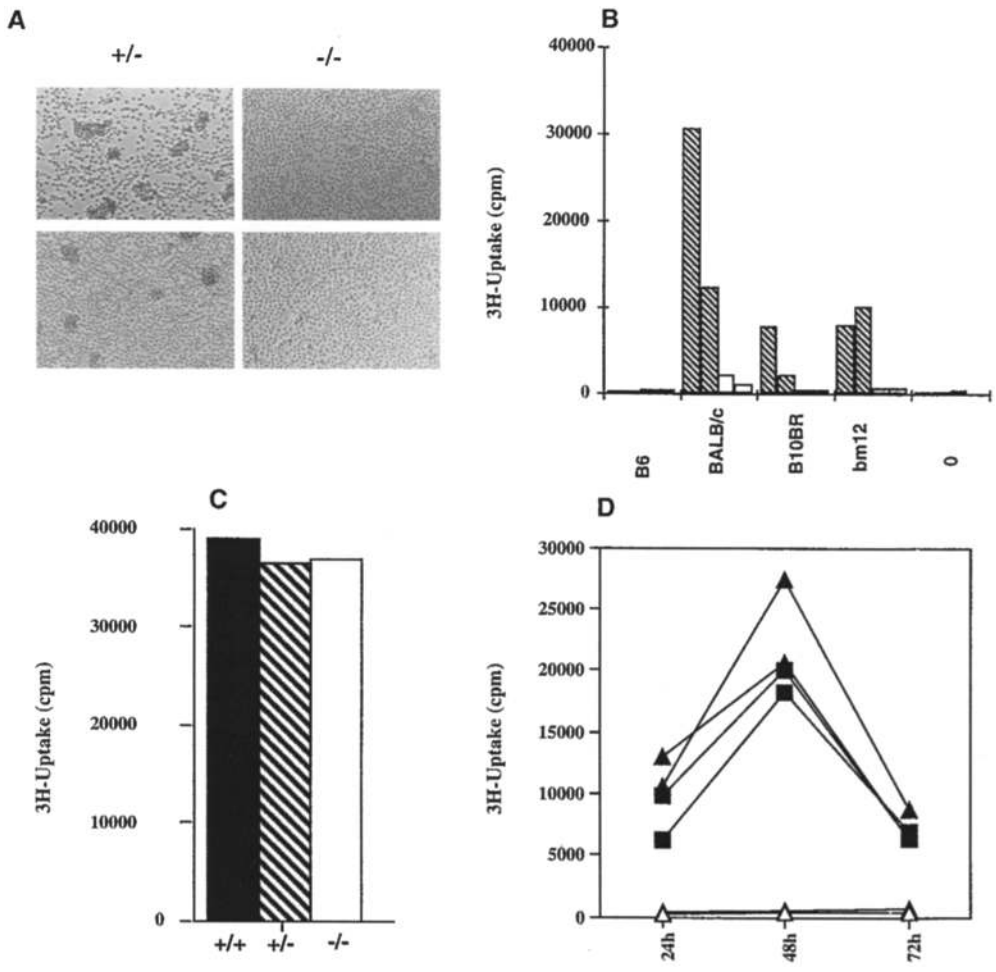 A
+/-
-/-
B
3H-Uptake (cpm)
40000
30000
20000
10000
0
B6
BALB/c
B10BR
bm12
0
C
3H-Uptake (cpm)
40000
30000
20000
10000
0
+/+
+/-
-/-
D
3H-Uptake (cpm)
30000
25000
20000
15000
10000
5000
0
24h
48h
72h